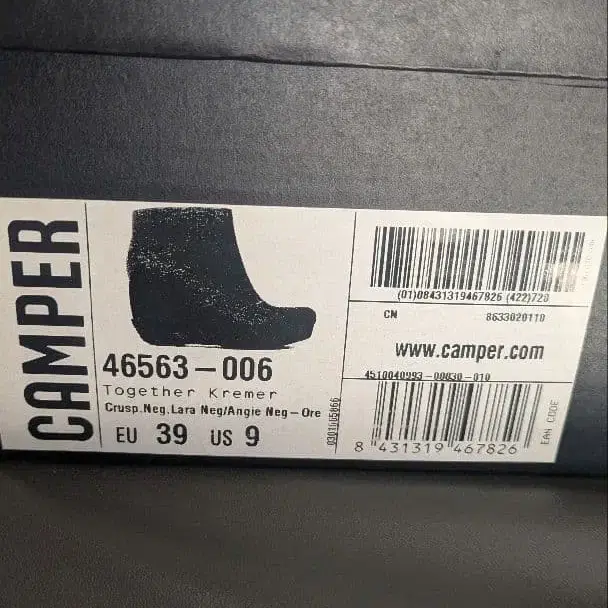 CAMPER
46563-006
Together Kremer
Crusp.Neg.Lara Neg/Angie Neg-Ore
EU 39 US 9
(01)08431319467826 (422)720
CN 8633020110
www.camper.com
8 431319 467826
EAN CODE